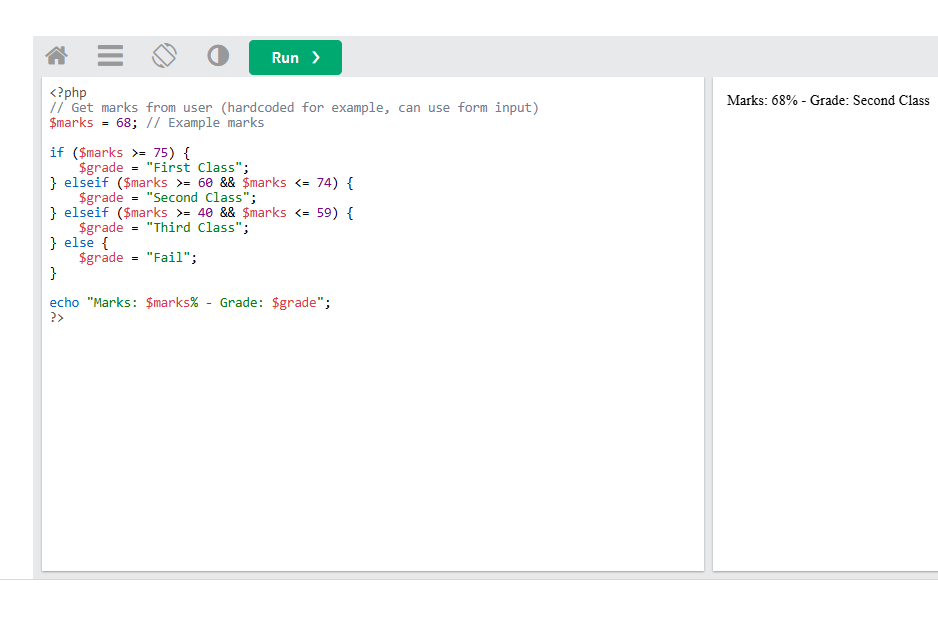 Run ❯
<?php
// Get marks from user (hardcoded for example, can use form input)
$marks = 68; // Example marks

if ($marks >= 75) {
    $grade = "First Class";
} elseif ($marks >= 60 && $marks <= 74) {
    $grade = "Second Class";
} elseif ($marks >= 40 && $marks <= 59) {
    $grade = "Third Class";
} else {
    $grade = "Fail";
}

echo "Marks: $marks% - Grade: $grade";
?>
Marks: 68% - Grade: Second Class